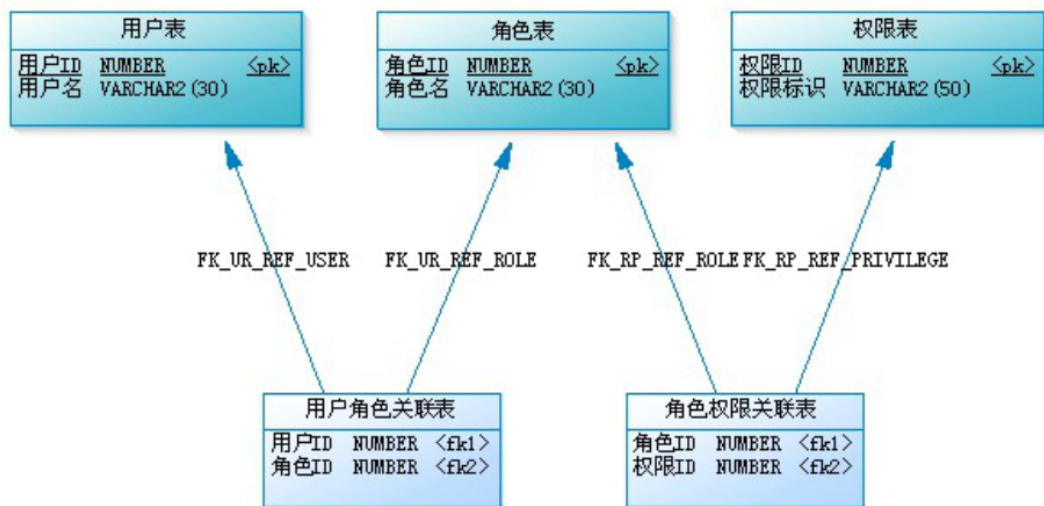 用户表
用户ID NUMBER <pk>
用户名 VARCHAR2(30)
角色表
角色ID NUMBER <pk>
角色名 VARCHAR2(30)
权限表
权限ID NUMBER <pk>
权限标识 VARCHAR2(50)
FK_UR_REF_USER
FK_UR_REF_ROLE
FK_RP_REF_ROLE
FK_RP_REF_PRIVILEGE
用户角色关联表
用户ID NUMBER <fk1>
角色ID NUMBER <fk2>
角色权限关联表
角色ID NUMBER <fk1>
权限ID NUMBER <fk2>